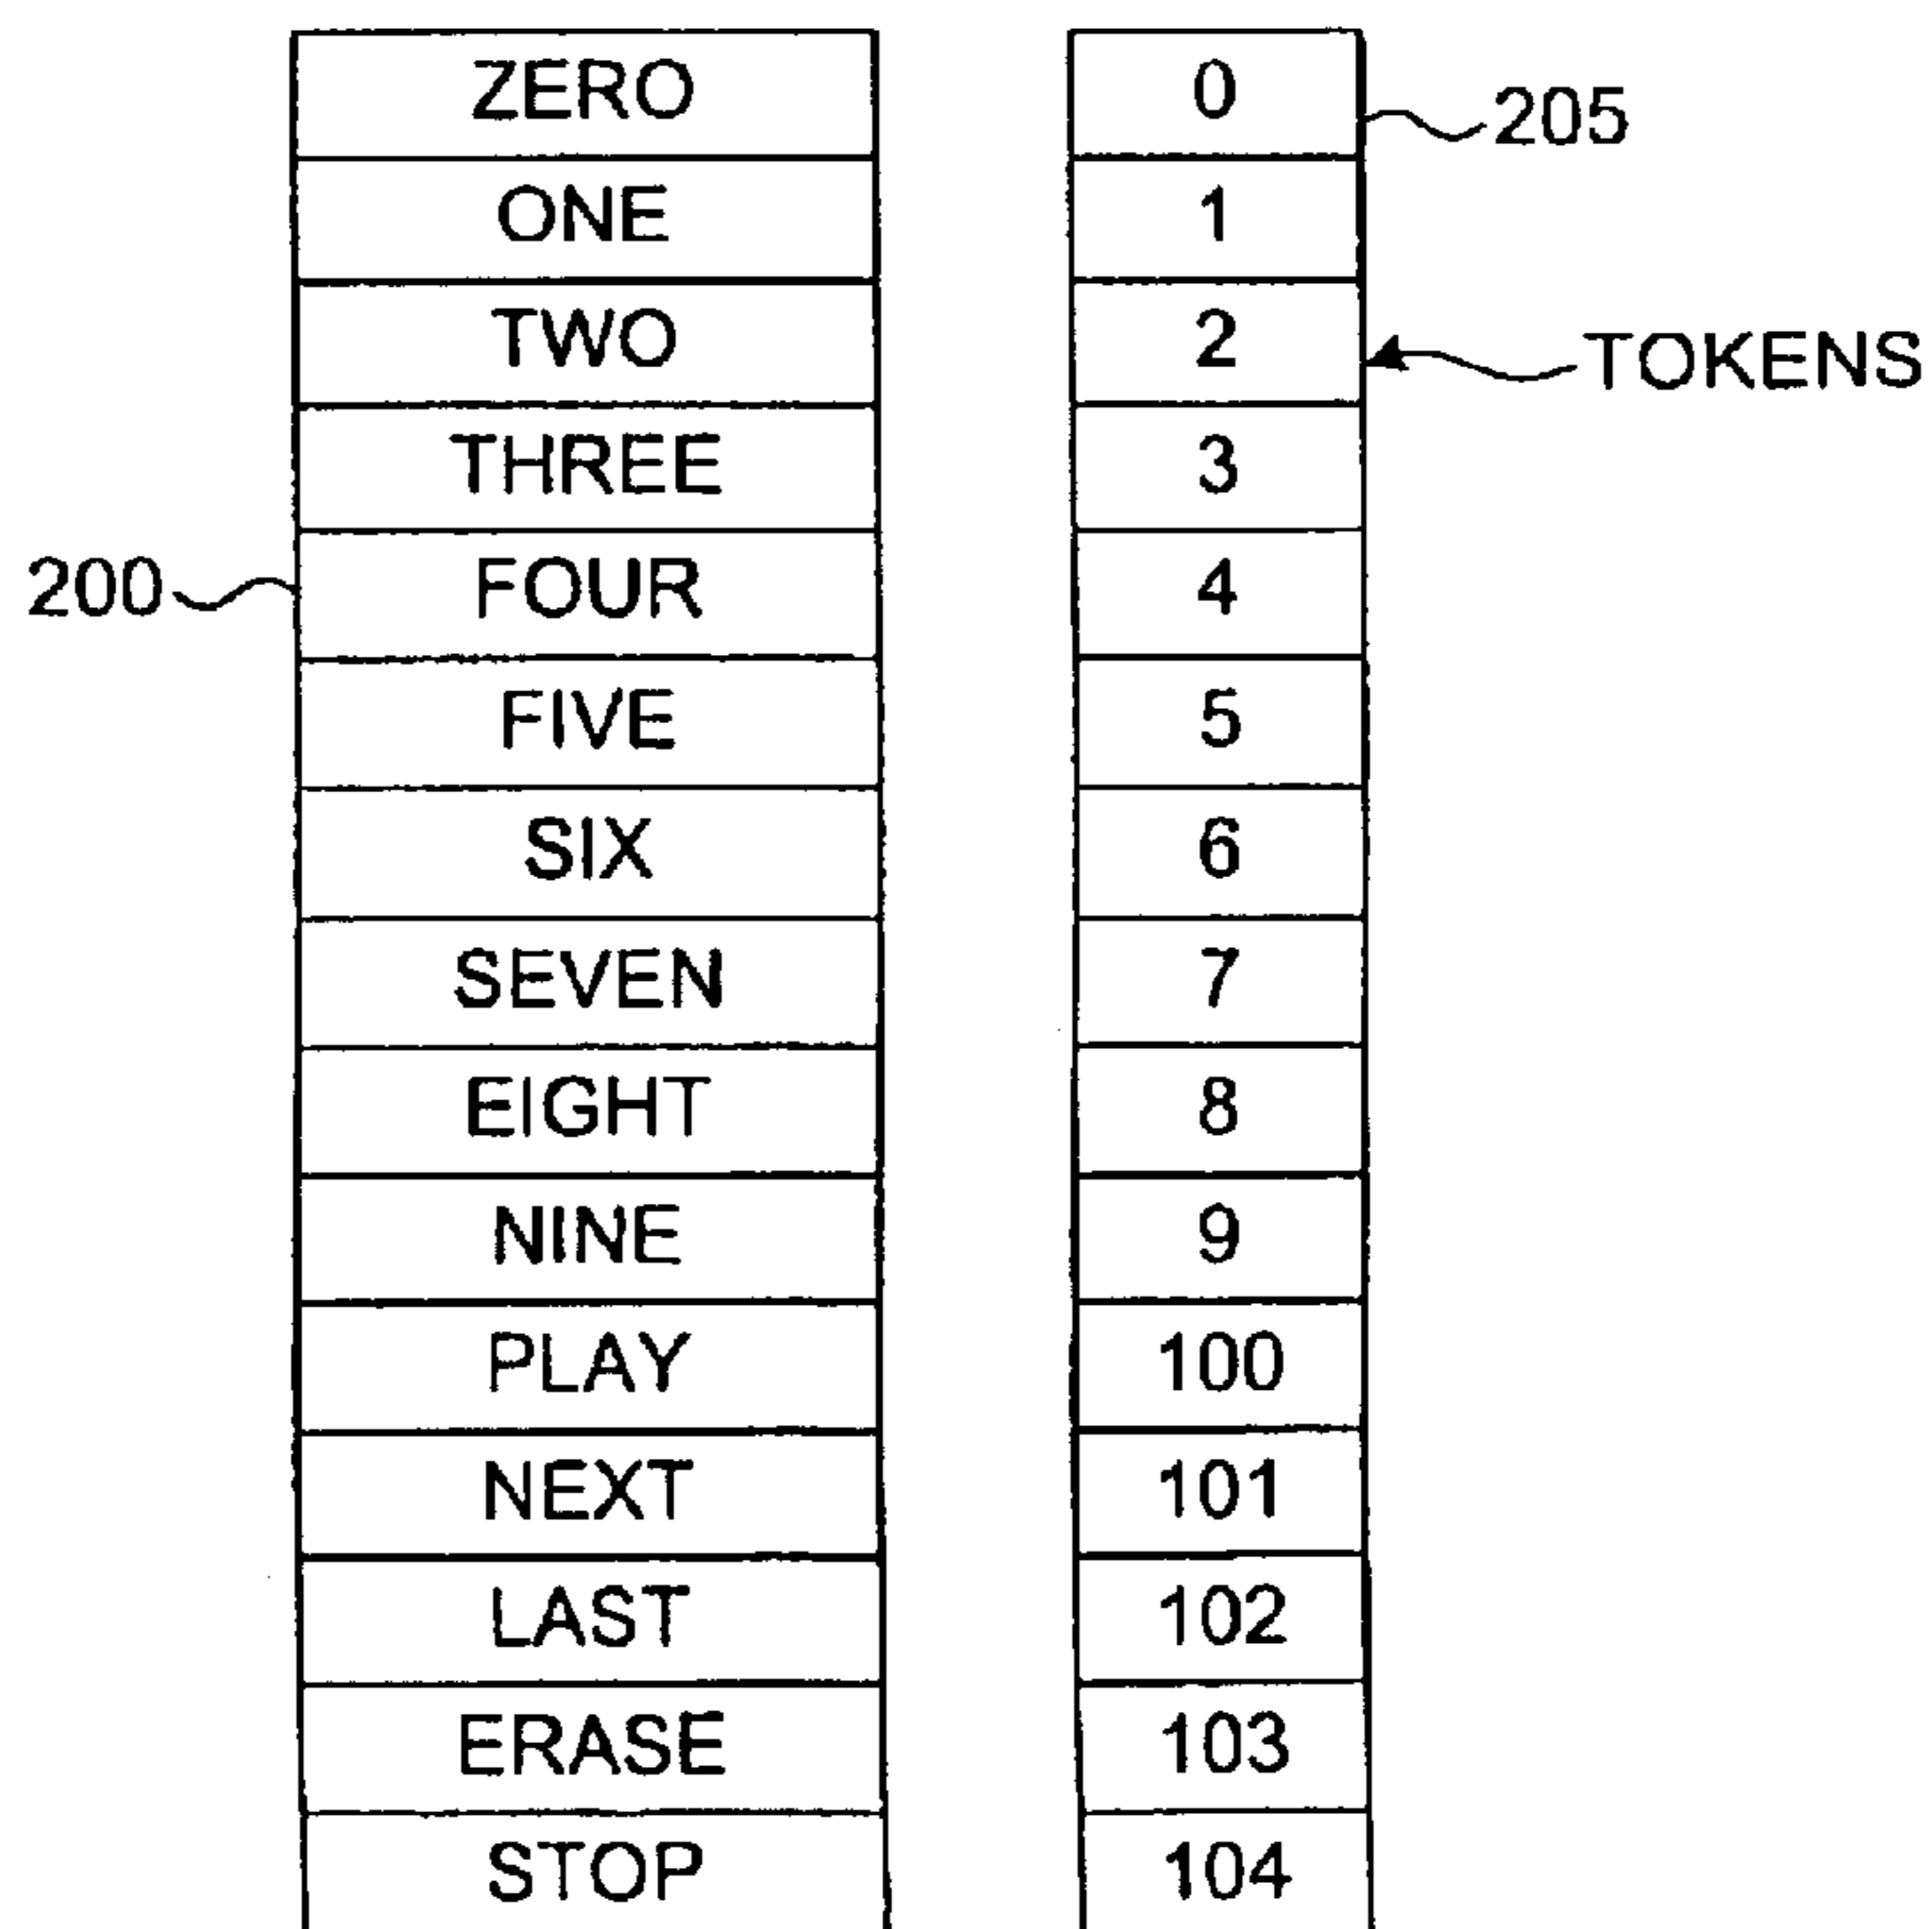 ZERO 0 205
ONE 1
TWO 2 TOKENS
THREE 3
200 FOUR 4
FIVE 5
SIX 6
SEVEN 7
EIGHT 8
NINE 9
PLAY 100
NEXT 101
LAST 102
ERASE 103
STOP 104